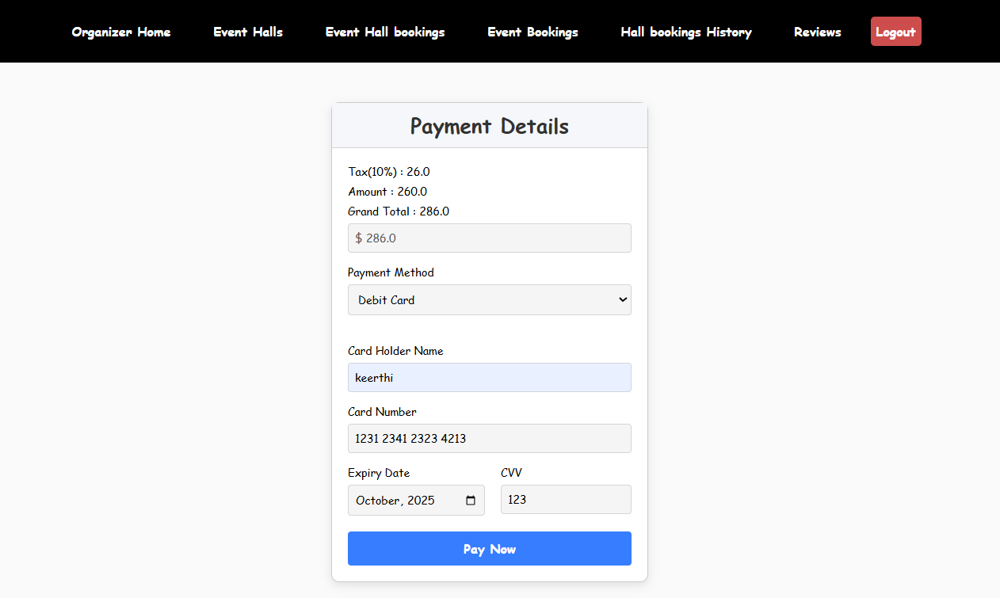 Organizer Home Event Halls Event Hall bookings Event Bookings Hall bookings History Reviews Logout
Payment Details
Tax(10%) : 26.0
Amount : 260.0
Grand Total : 286.0
$ 286.0
Payment Method
Debit Card
Card Holder Name
keerthi
Card Number
1231 2341 2323 4213
Expiry Date CVV
October, 2025 123
Pay Now